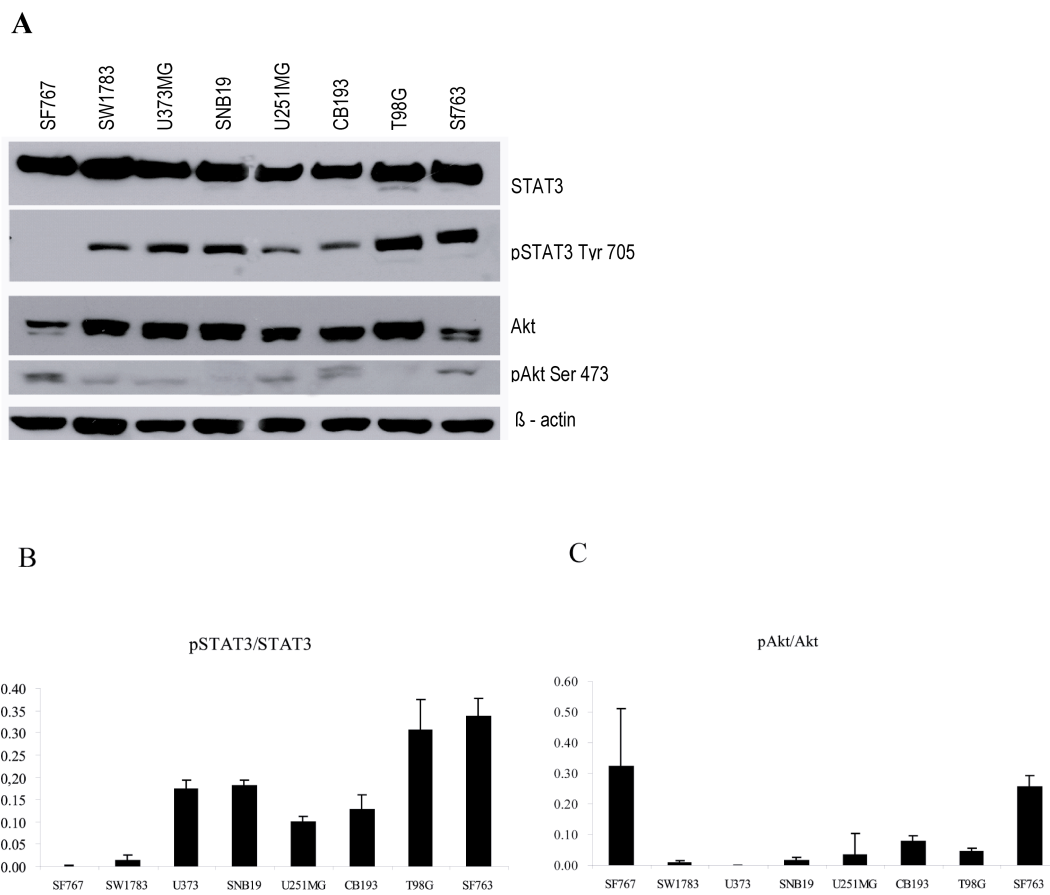 A
SF767 SW1783 U373MG SNB19 U251MG CB193 T98G Sf763
STAT3
pSTAT3 Tyr 705
Akt
pAkt Ser 473
ß - actin
B
pSTAT3/STAT3
0.40
0.35
0.30
0.25
0,20
0.15
0.10
0.05
0.00
SF767 SW1783 U373 SNB19 U251MG CB193 T98G SF763
C
pAkt/Akt
0.60
0.50
0.40
0.30
0.20
0.10
0.00
SF767 SW1783 U373 SNB19 U251MG CB193 T98G SF763